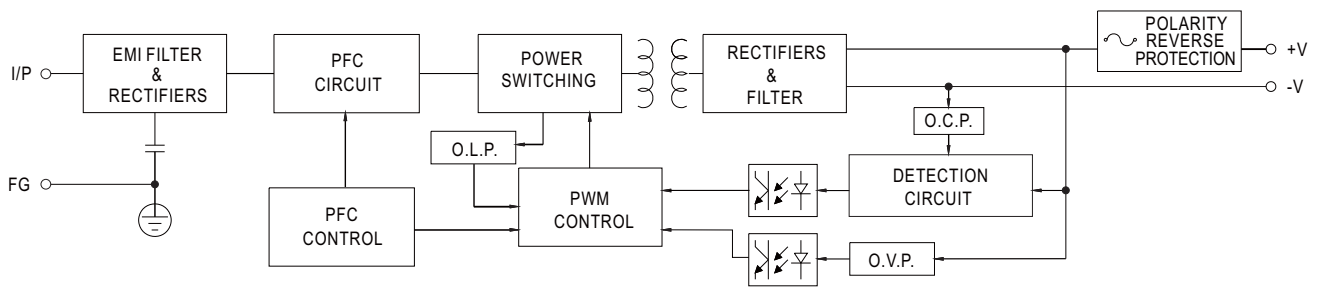 I/P
EMI FILTER
&
RECTIFIERS
PFC
CIRCUIT
POWER
SWITCHING
RECTIFIERS
&
FILTER
POLARITY
REVERSE
PROTECTION
+V
-V
O.C.P.
O.L.P.
DETECTION
CIRCUIT
FG
PFC
CONTROL
PWM
CONTROL
O.V.P.